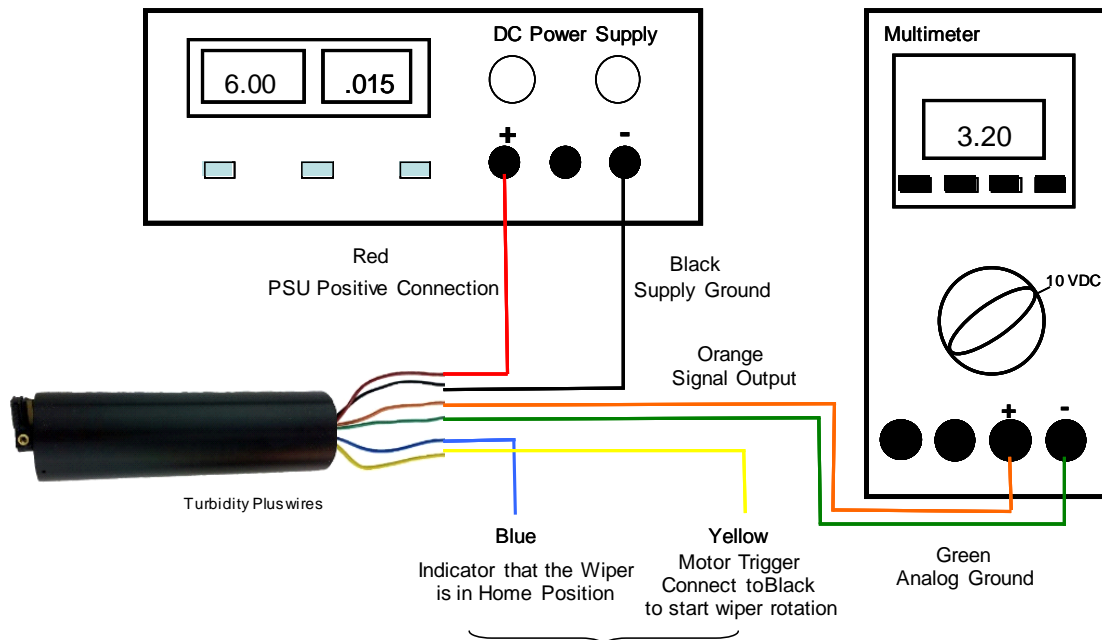 DC Power Supply
6.00
.015
+
-
Multimeter
3.20
10 VDC
Red
PSU Positive Connection
Black
Supply Ground
Orange
Signal Output
+
-
Turbidity Pluswires
Blue
Indicator that the Wiper
is in Home Position
Yellow
Motor Trigger
Connect toBlack
to start wiper rotation
Green
Analog Ground